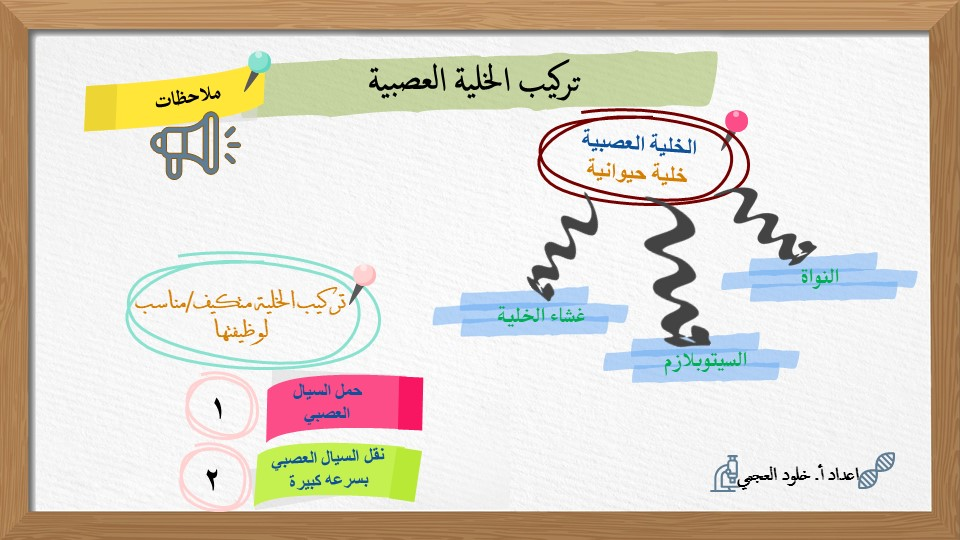 تركيب الخلية العصبية
ملاحظات
الخلية العصبية
خلية حيوانية
النواة
غشاء الخلية
السيتوبلازم
تركيب الخلية متكيف/مناسب
لوظيفتها
١
حمل السيال
العصبي
٢
نقل السيال العصبي
بسرعه كبيرة
اعداد أ. خلود العجمي